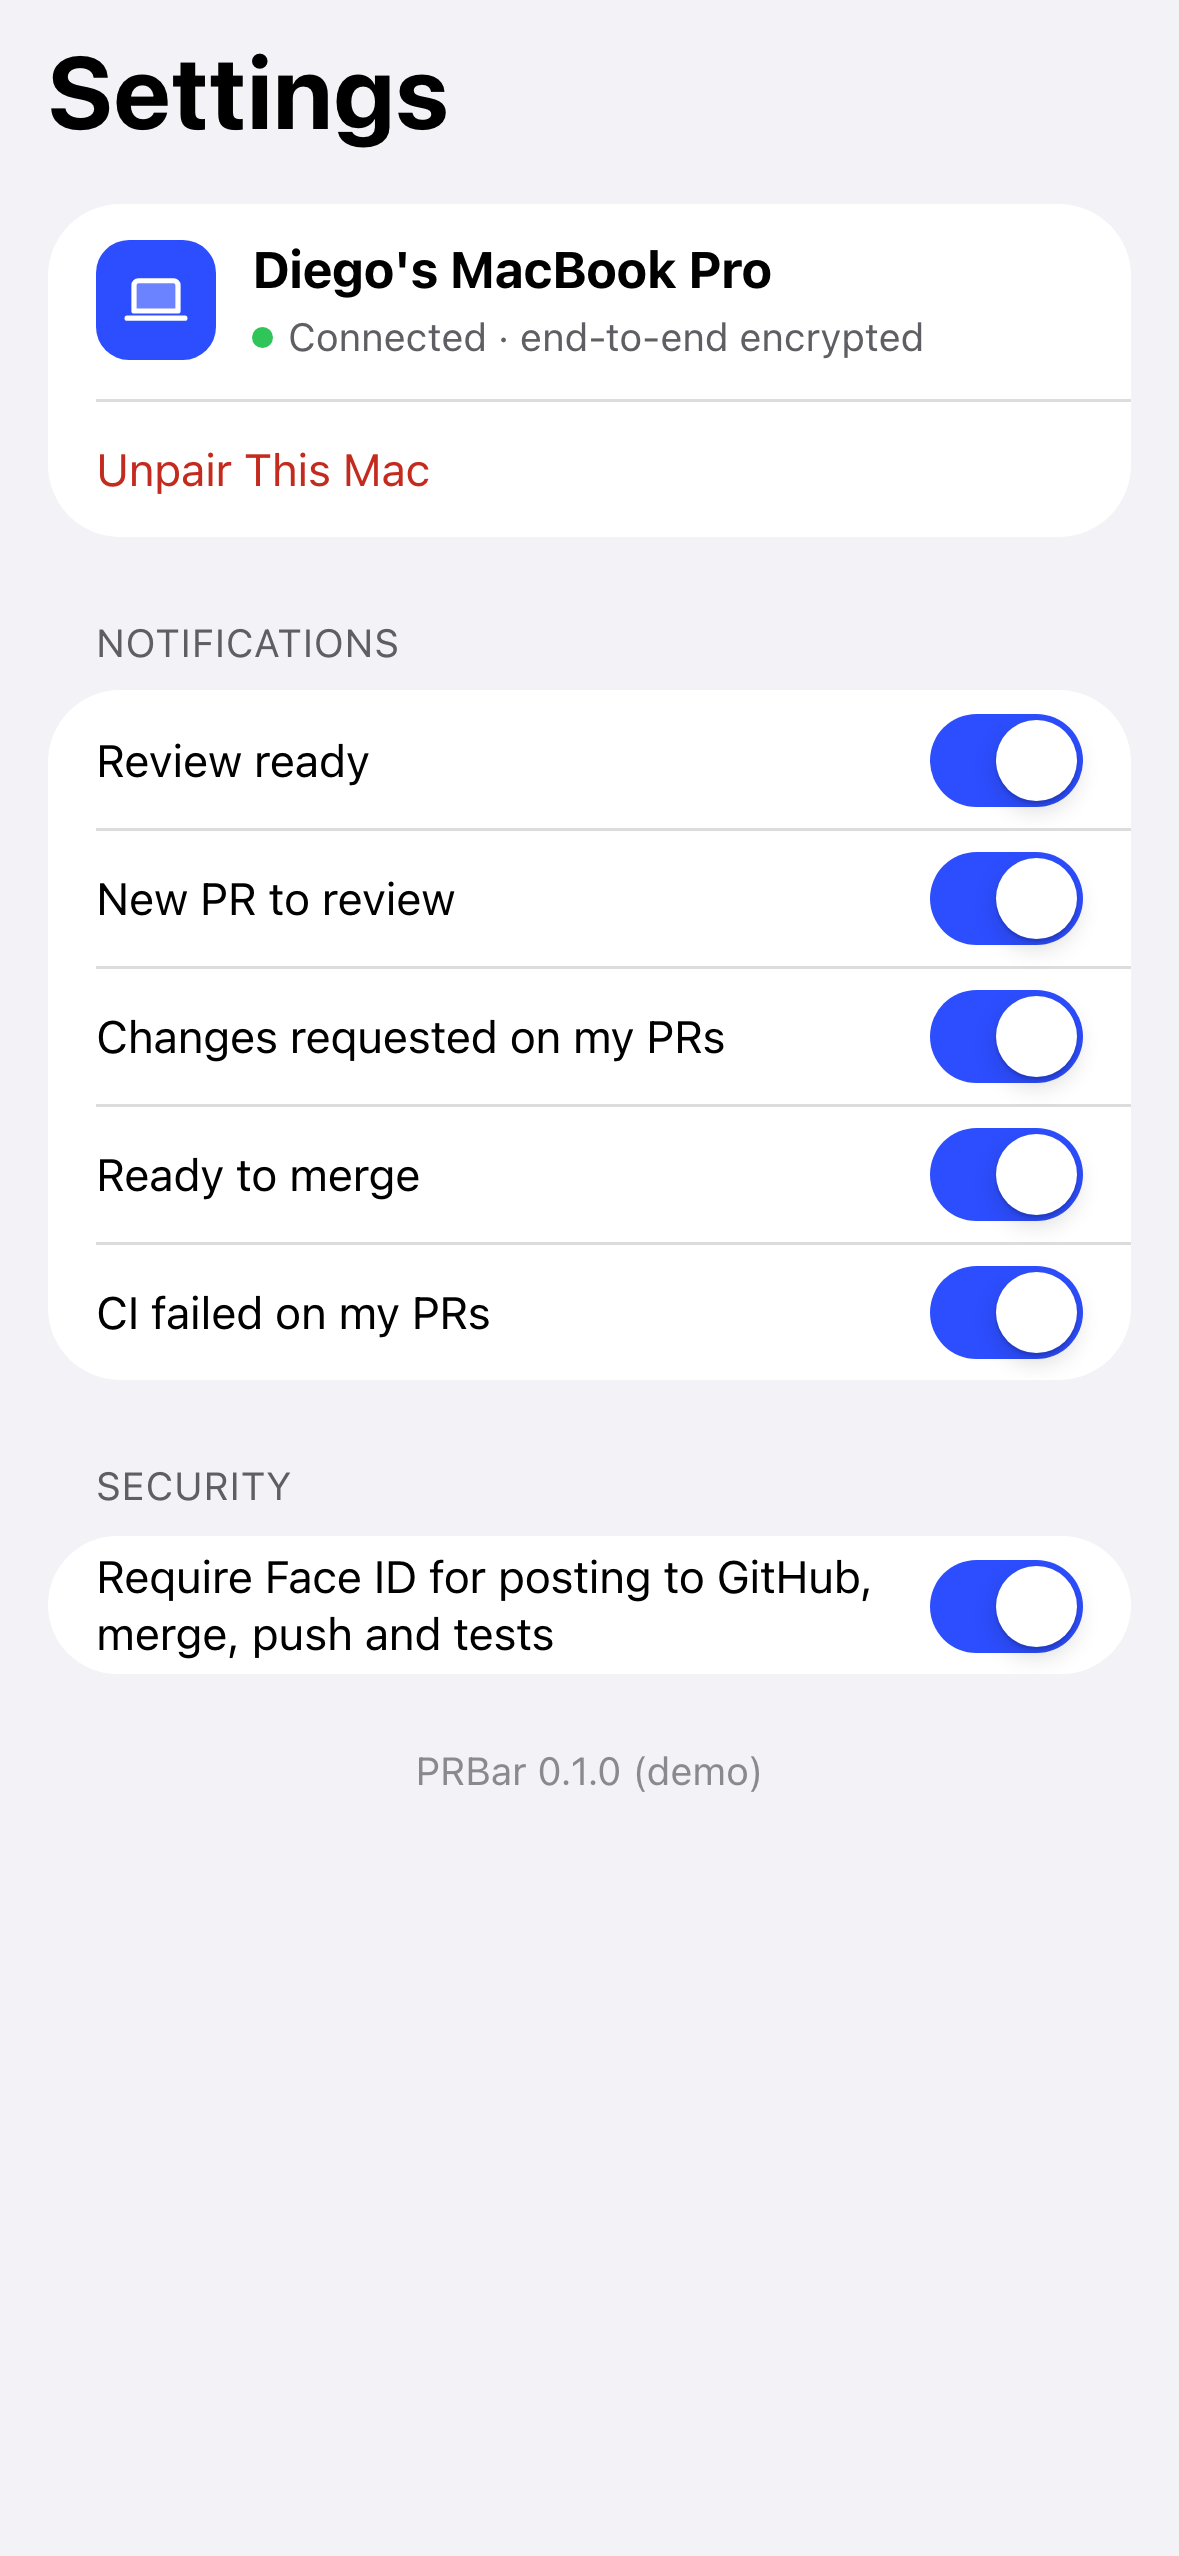 Settings
Diego's MacBook Pro
Connected · end-to-end encrypted
Unpair This Mac
NOTIFICATIONS
Review ready
New PR to review
Changes requested on my PRs
Ready to merge
CI failed on my PRs
SECURITY
Require Face ID for posting to GitHub,
merge, push and tests
PRBar 0.1.0 (demo)